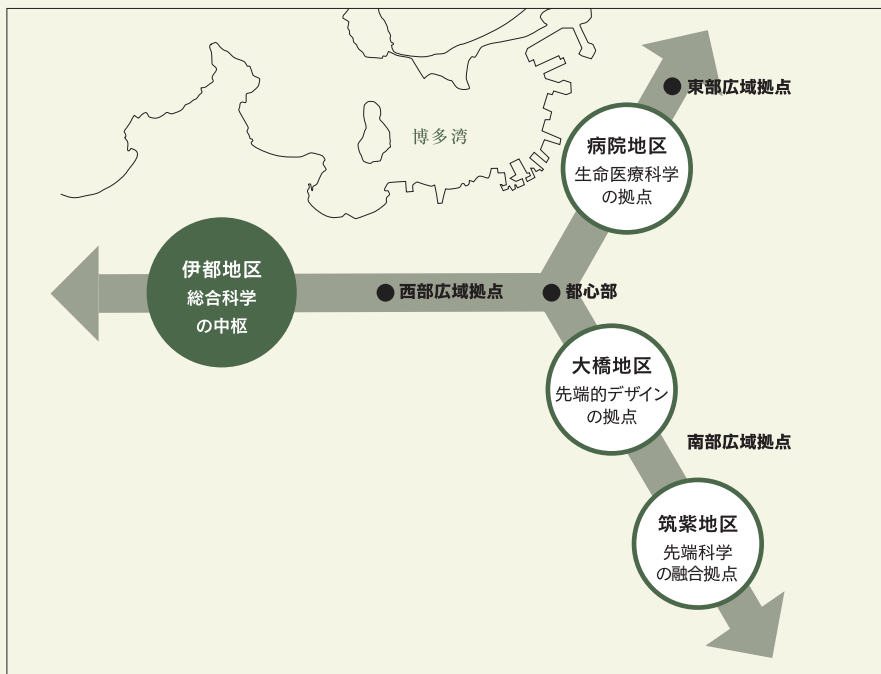 東部広域拠点
博多湾
病院地区
生命医療科学
の拠点
伊都地区
総合科学
の中枢
西部広域拠点
都心部
大橋地区
先端的デザイン
の拠点
南部広域拠点
筑紫地区
先端科学
の融合拠点